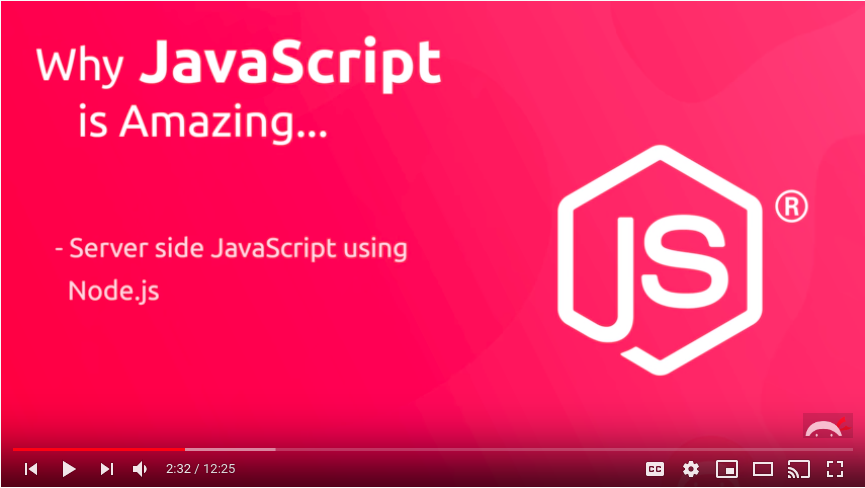 Why JavaScript
is Amazing...
- Server side JavaScript using
Node.js
JS
®
2:32 / 12:25
CC